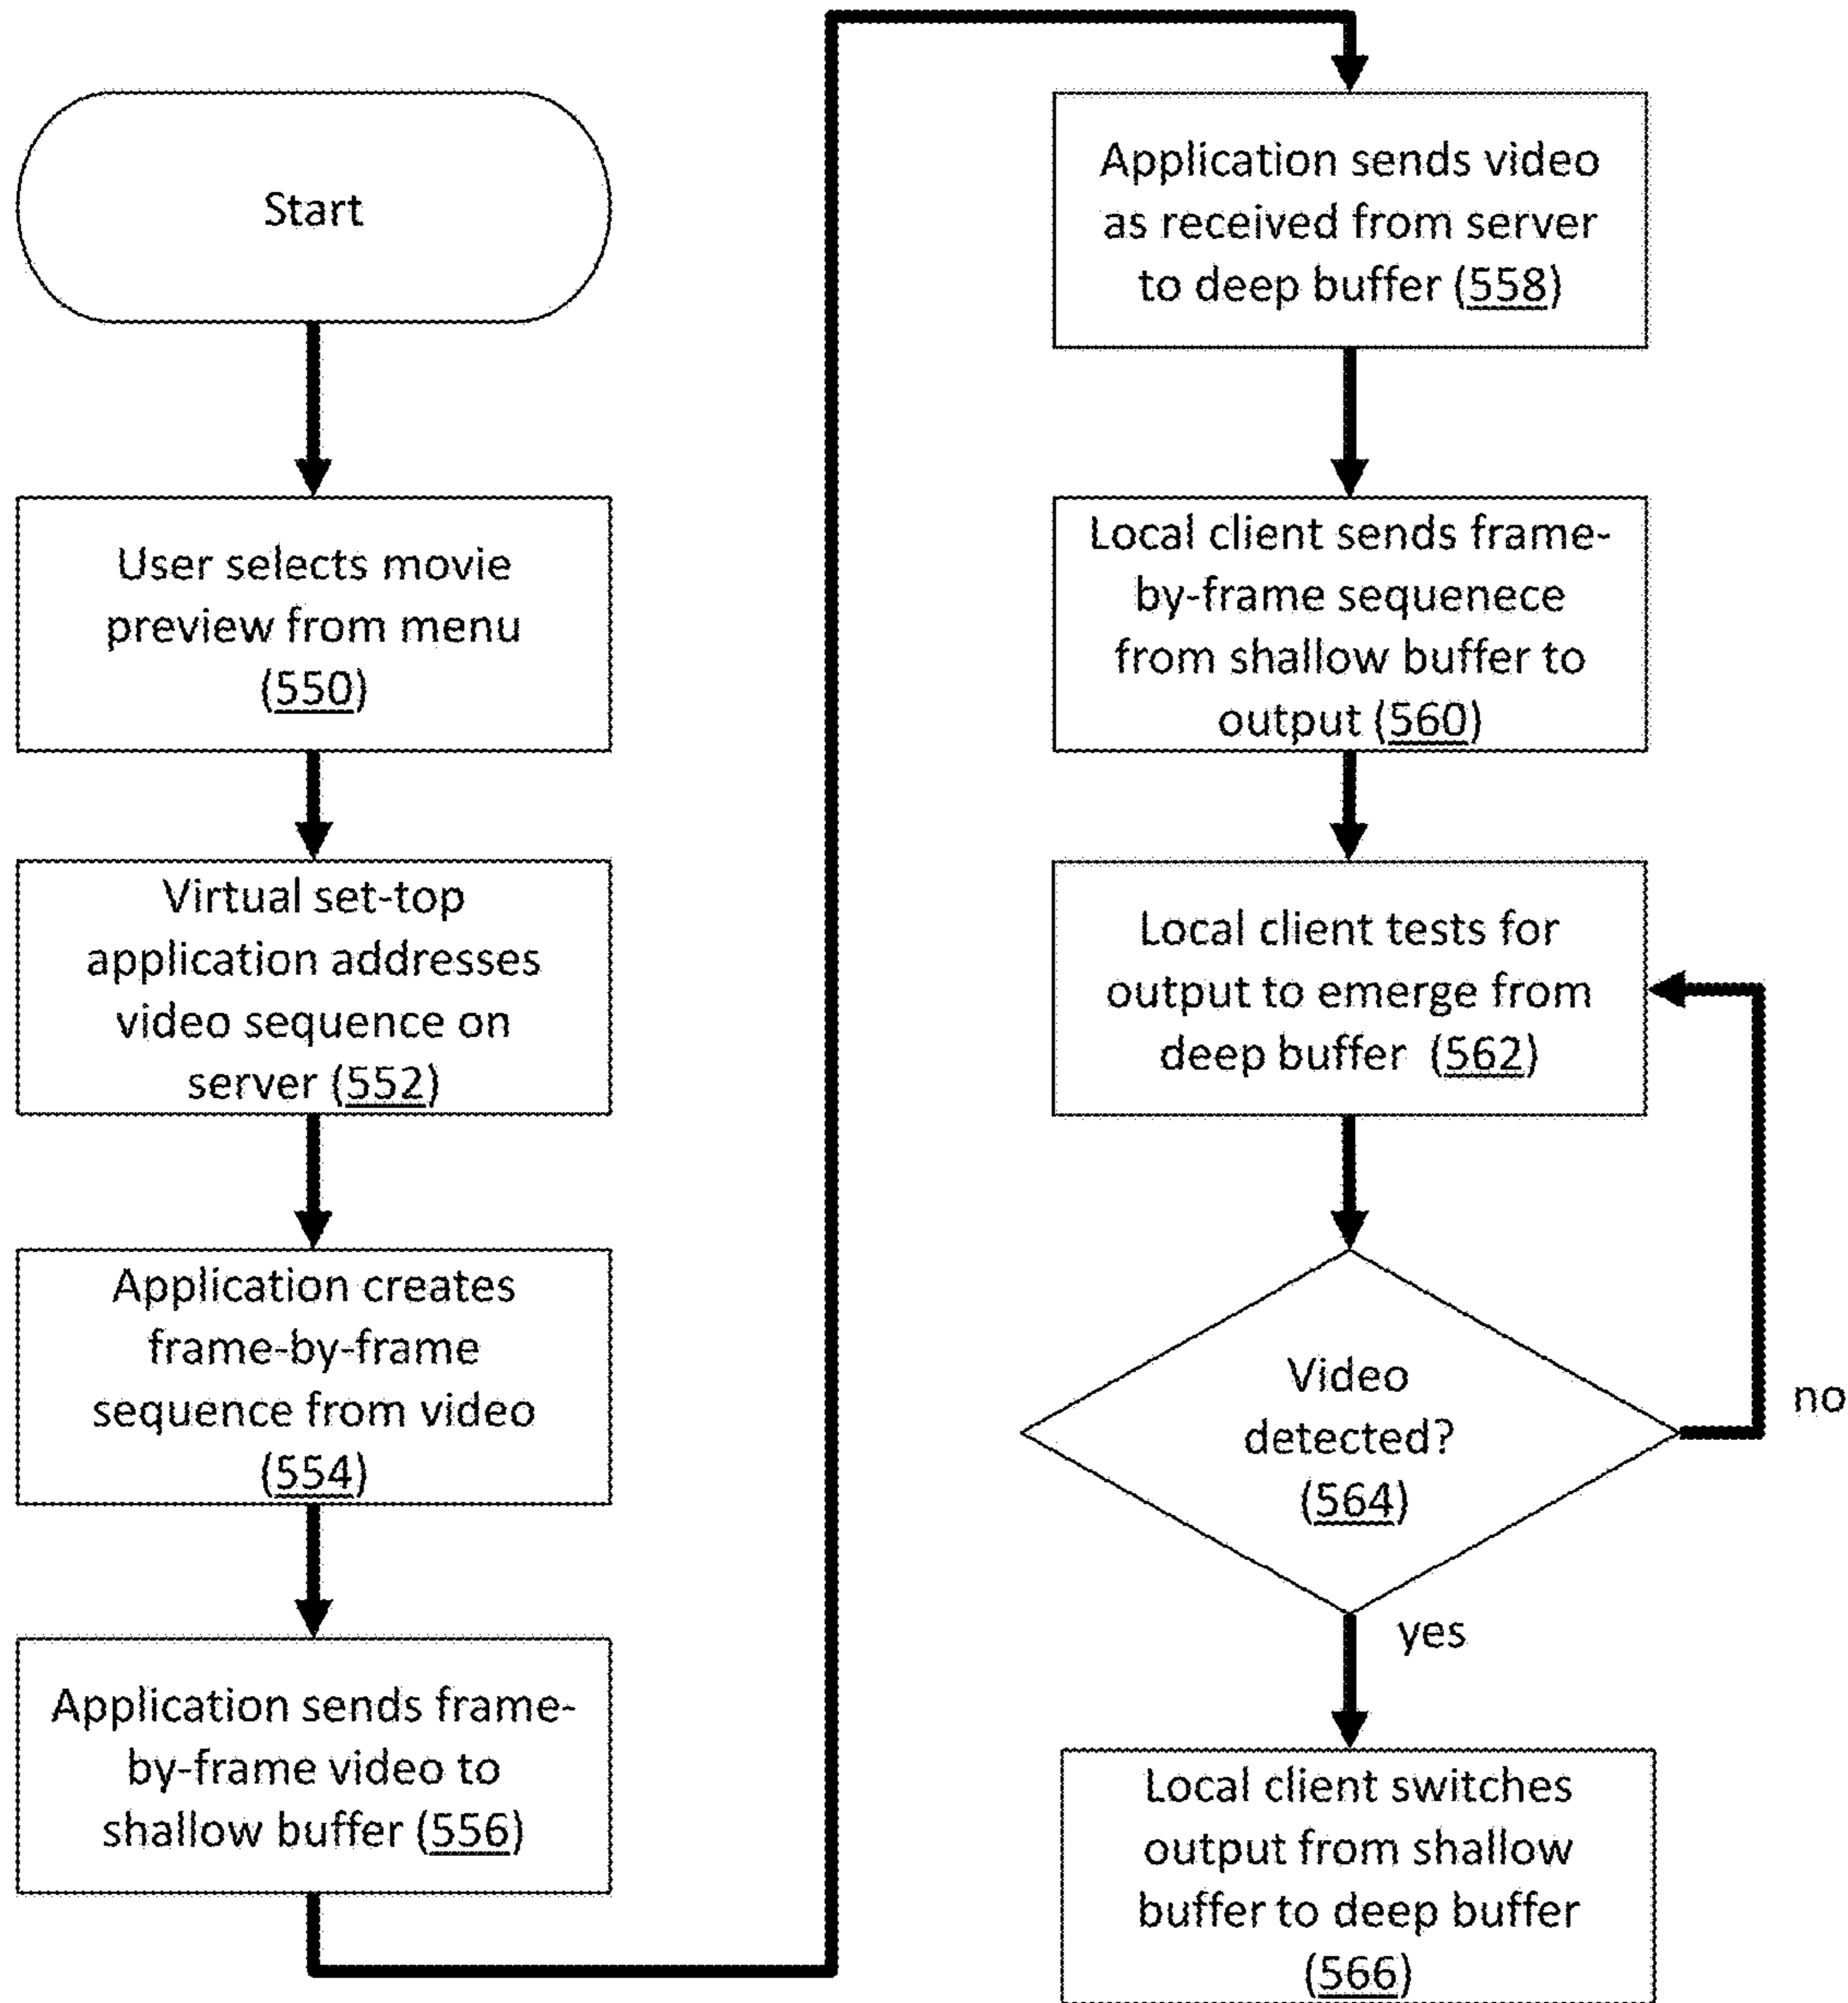 Start
User selects movie
preview from menu
(550)
Virtual set-top
application addresses
video sequence on
server (552)
Application creates
frame-by-frame
sequence from video
(554)
Application sends frame-
by-frame video to
shallow buffer (556)
Application sends video
as received from server
to deep buffer (558)
Local client sends frame-
by-frame sequenece
from shallow buffer to
output (560)
Local client tests for
output to emerge from
deep buffer (562)
Video
detected?
(564)
no
yes
Local client switches
output from shallow
buffer to deep buffer
(566)